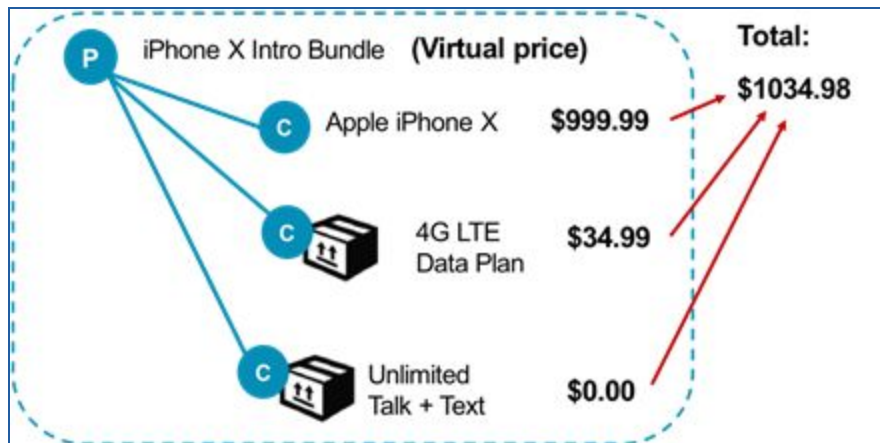 P iPhone X Intro Bundle (Virtual price)
Total:
$1034.98
C Apple iPhone X $999.99
C 4G LTE
Data Plan
$34.99
C Unlimited
Talk + Text
$0.00